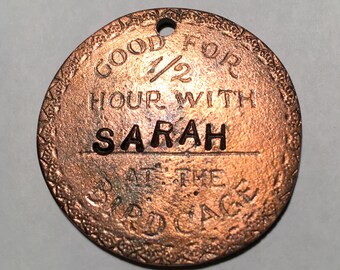 GOOD FOR
1/2
HOUR WITH
SARAH
AT THE
BIRDCAGE